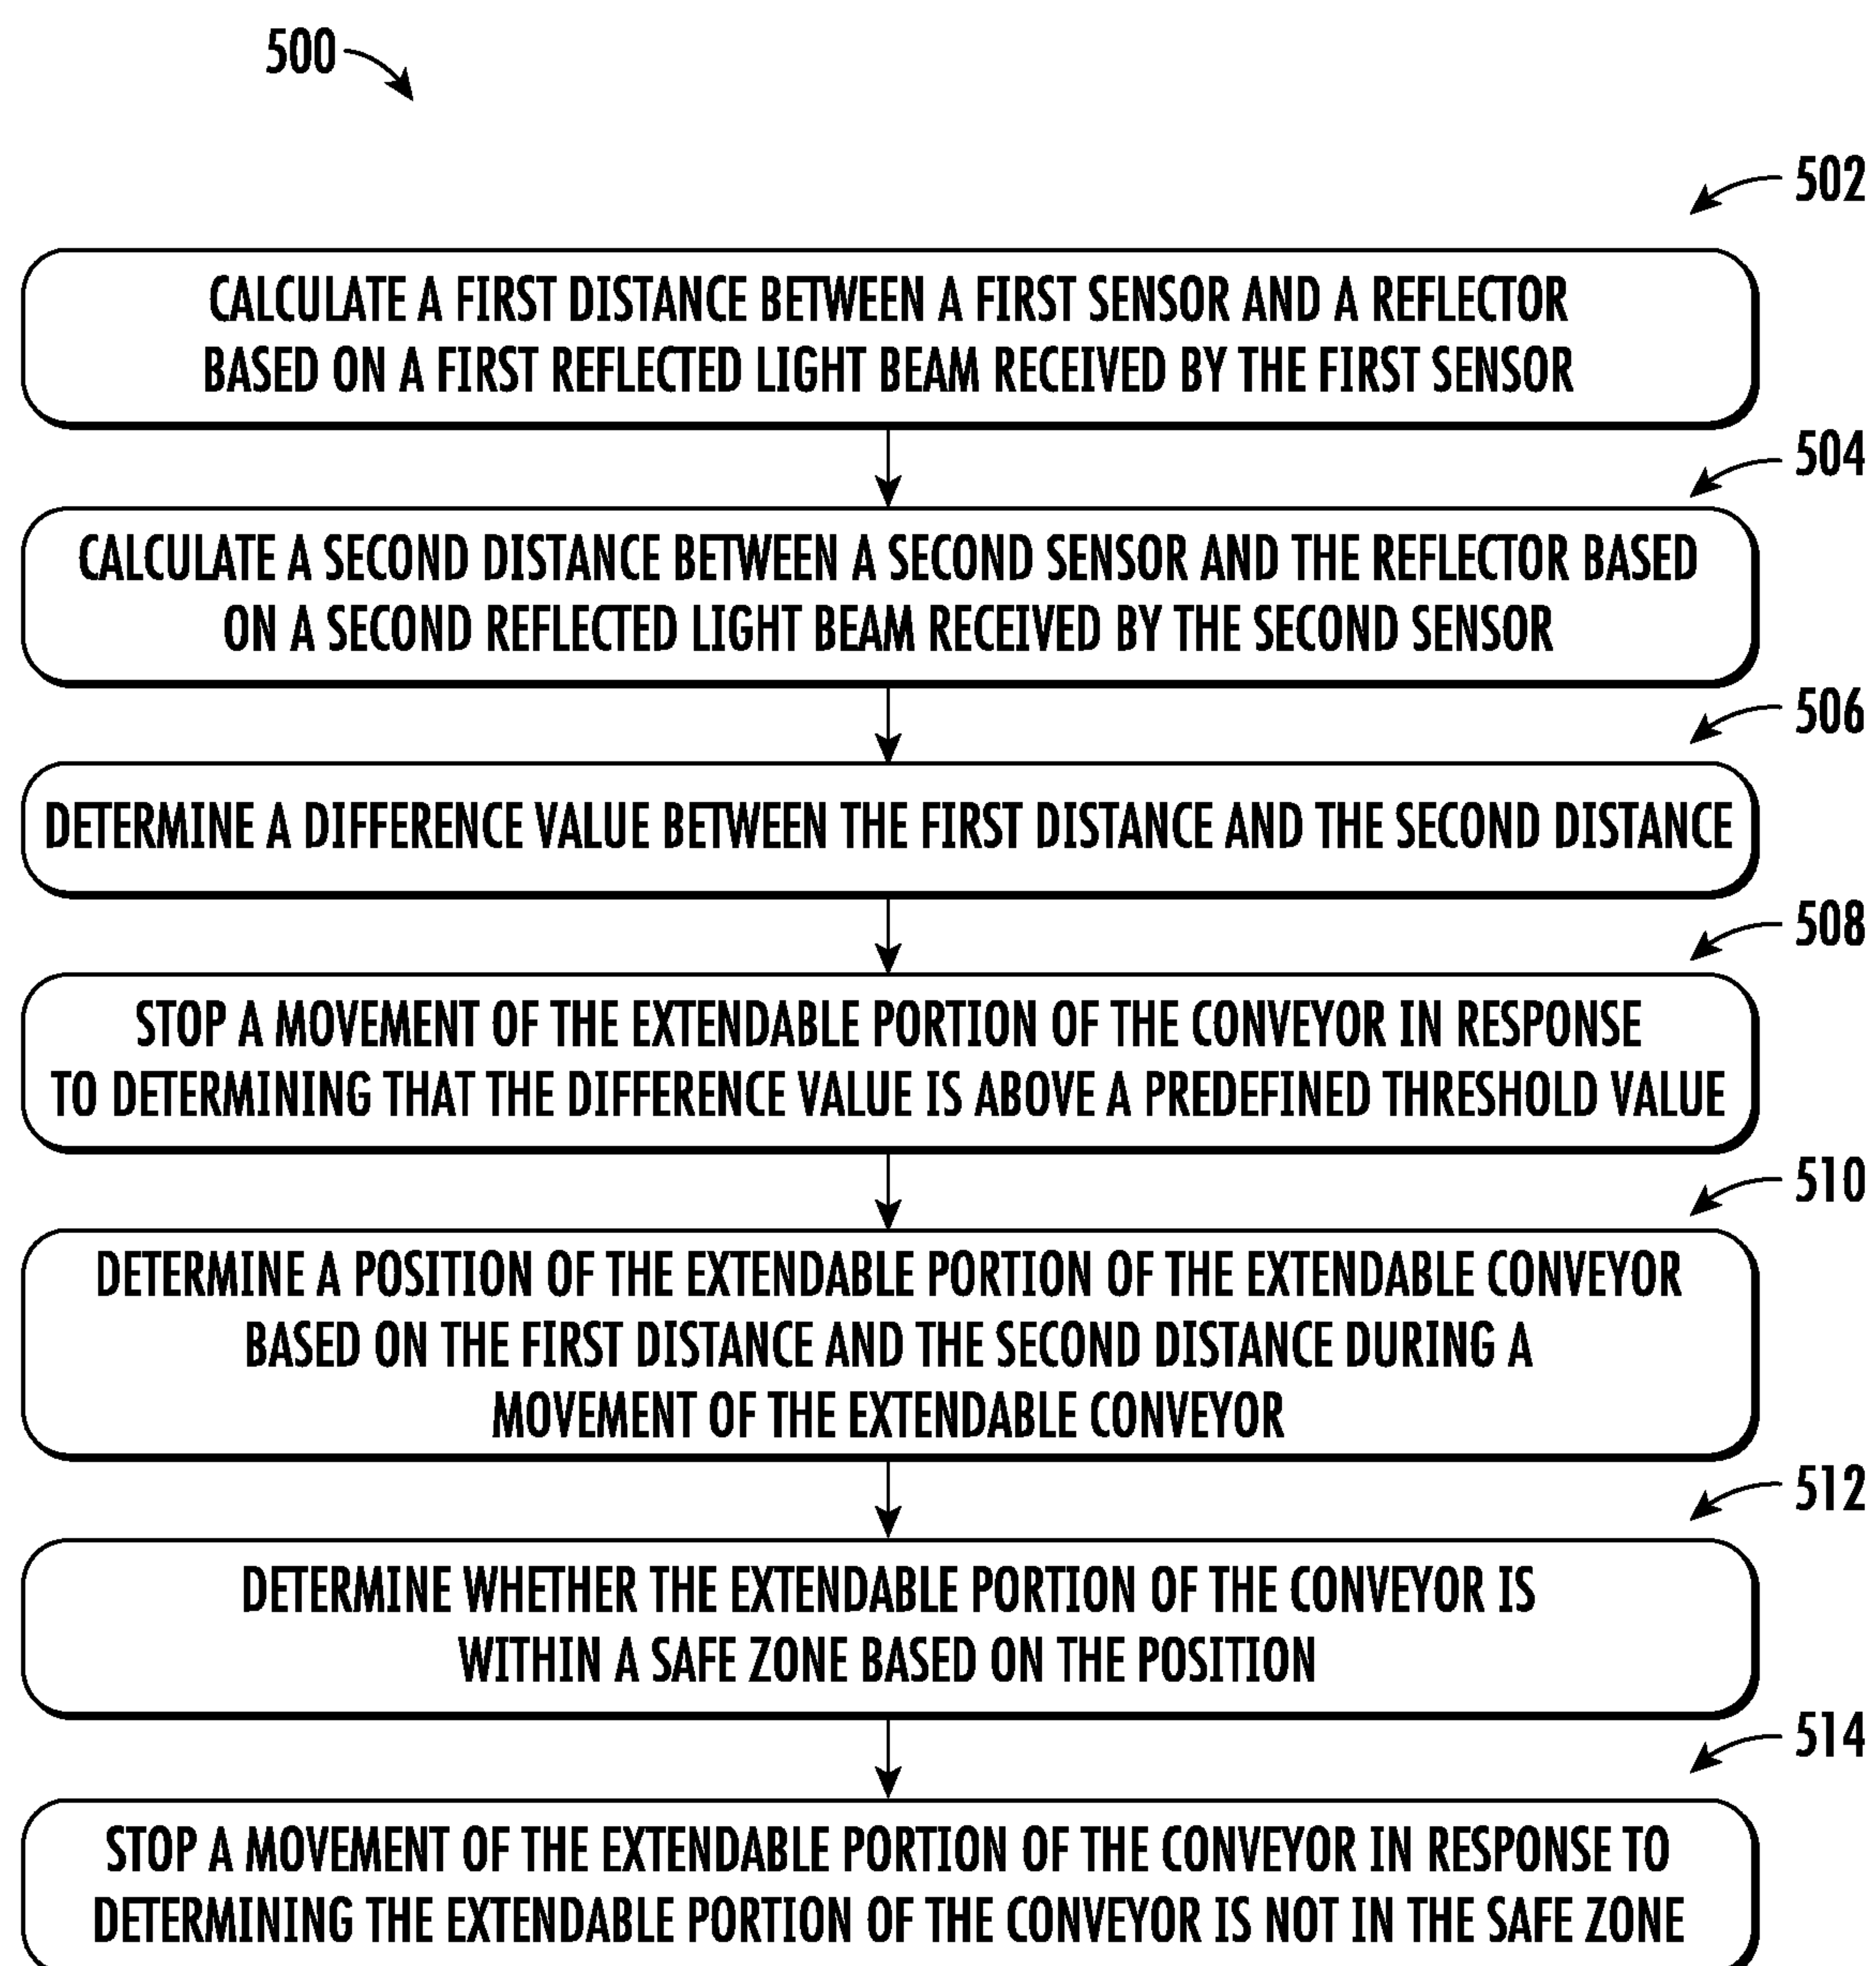 500
502
CALCULATE A FIRST DISTANCE BETWEEN A FIRST SENSOR AND A REFLECTOR
BASED ON A FIRST REFLECTED LIGHT BEAM RECEIVED BY THE FIRST SENSOR
504
CALCULATE A SECOND DISTANCE BETWEEN A SECOND SENSOR AND THE REFLECTOR BASED
ON A SECOND REFLECTED LIGHT BEAM RECEIVED BY THE SECOND SENSOR
506
DETERMINE A DIFFERENCE VALUE BETWEEN THE FIRST DISTANCE AND THE SECOND DISTANCE
508
STOP A MOVEMENT OF THE EXTENDABLE PORTION OF THE CONVEYOR IN RESPONSE
TO DETERMINING THAT THE DIFFERENCE VALUE IS ABOVE A PREDEFINED THRESHOLD VALUE
510
DETERMINE A POSITION OF THE EXTENDABLE PORTION OF THE EXTENDABLE CONVEYOR
BASED ON THE FIRST DISTANCE AND THE SECOND DISTANCE DURING A
MOVEMENT OF THE EXTENDABLE CONVEYOR
512
DETERMINE WHETHER THE EXTENDABLE PORTION OF THE CONVEYOR IS
WITHIN A SAFE ZONE BASED ON THE POSITION
514
STOP A MOVEMENT OF THE EXTENDABLE PORTION OF THE CONVEYOR IN RESPONSE TO
DETERMINING THE EXTENDABLE PORTION OF THE CONVEYOR IS NOT IN THE SAFE ZONE